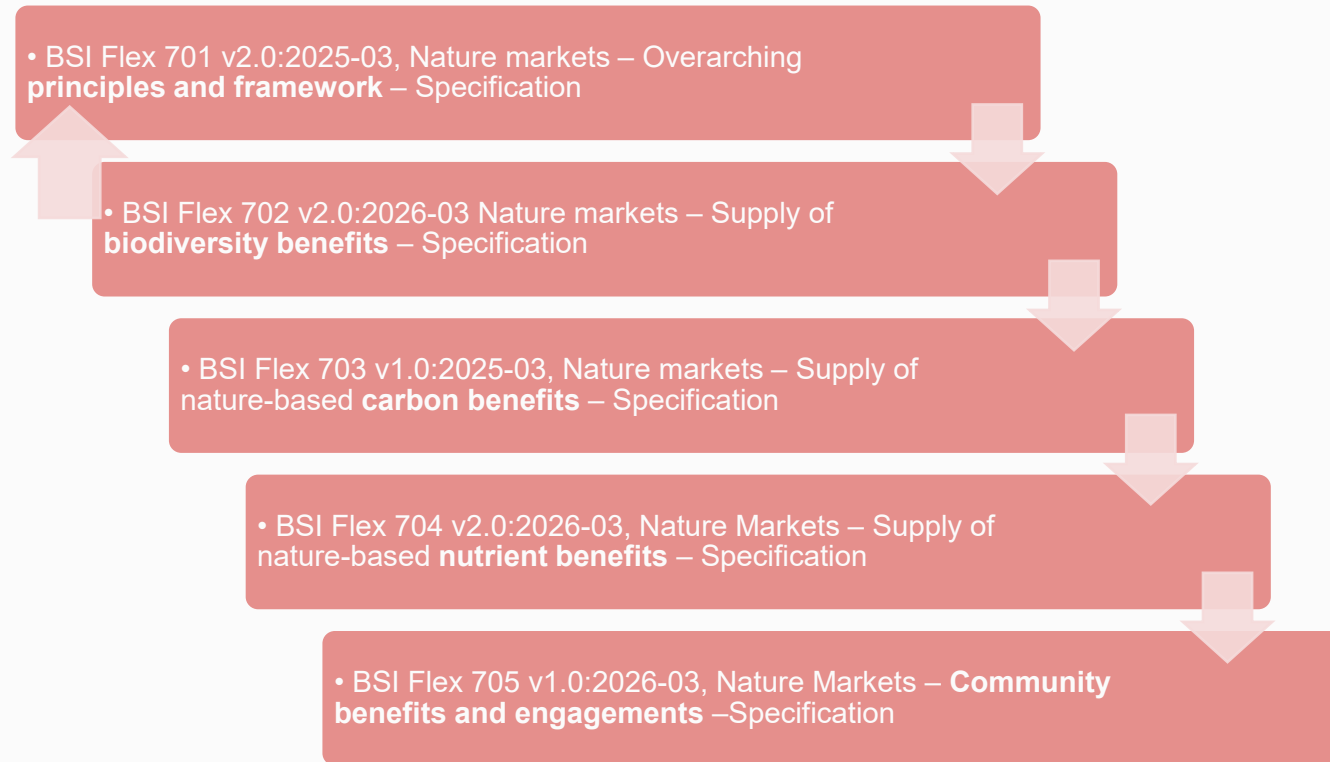 • BSI Flex 701 v2.0:2025-03, Nature markets – Overarching
principles and framework – Specification
• BSI Flex 702 v2.0:2026-03 Nature markets – Supply of
biodiversity benefits – Specification
• BSI Flex 703 v1.0:2025-03, Nature markets – Supply of
nature-based carbon benefits – Specification
• BSI Flex 704 v2.0:2026-03, Nature Markets – Supply of
nature-based nutrient benefits – Specification
• BSI Flex 705 v1.0:2026-03, Nature Markets – Community
benefits and engagements –Specification